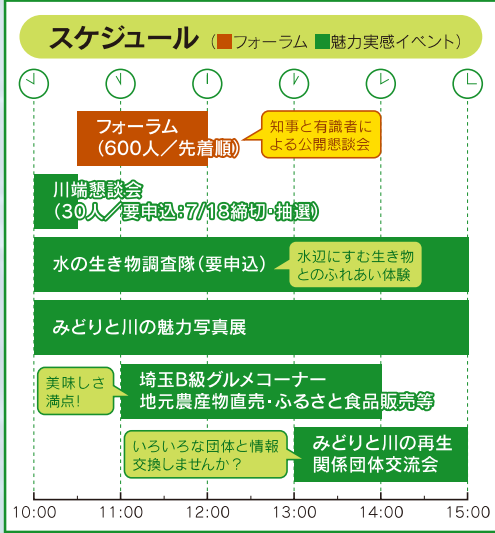 スケジュール（■フォーラム ■魅力実感イベント）
フォーラム
（600人／先着順）
知事と有識者に
よる公開懇談会
川端懇談会
（30人／要申込：7/18締切・抽選）
水の生き物調査隊（要申込）
水辺にすむ生き物
とのふれあい体験
みどりと川の魅力写真展
美味しさ
満点！
埼玉B級グルメコーナー
地元農産物直売・ふるさと食品販売等
いろいろな団体と情報
交換しませんか？
みどりと川の再生
関係団体交流会
10:00 11:00 12:00 13:00 14:00 15:00